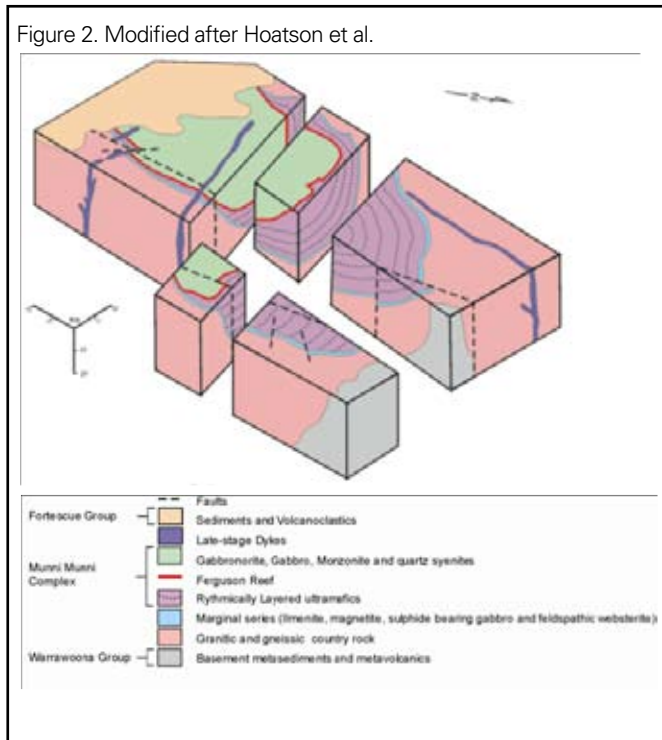 Figure 2. Modified after Hoatson et al.
Faults
Fortescue Group
Sediments and Volcanoclastics
Late-stage Dykes
Gabbronorite, Gabbro, Monzonite and quartz syenites
Munni Munni
Complex
Ferguson Reef
Rythmically Layered ultramafics
Marginal series (ilmenite, magnetite, sulphide bearing gabbro and feldspathic websterite)
Granitic and gneissic country rock
Warrawoona Group
Basement metasediments and metavolcanics